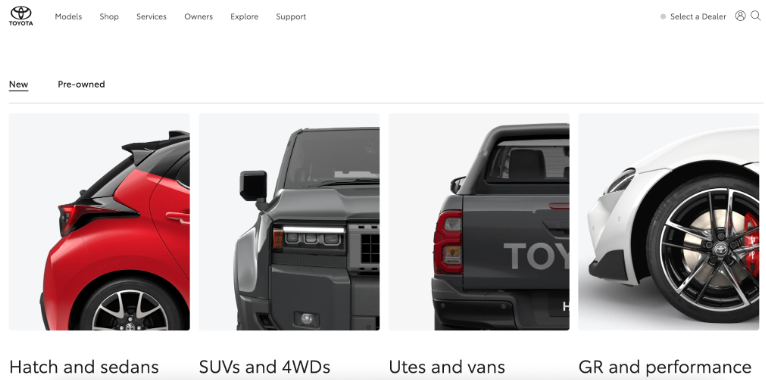 TOYOTA
Models Shop Services Owners Explore Support
Select a Dealer
New Pre-owned
TOY
H
Hatch and sedans SUVs and 4WDs Utes and vans GR and performance